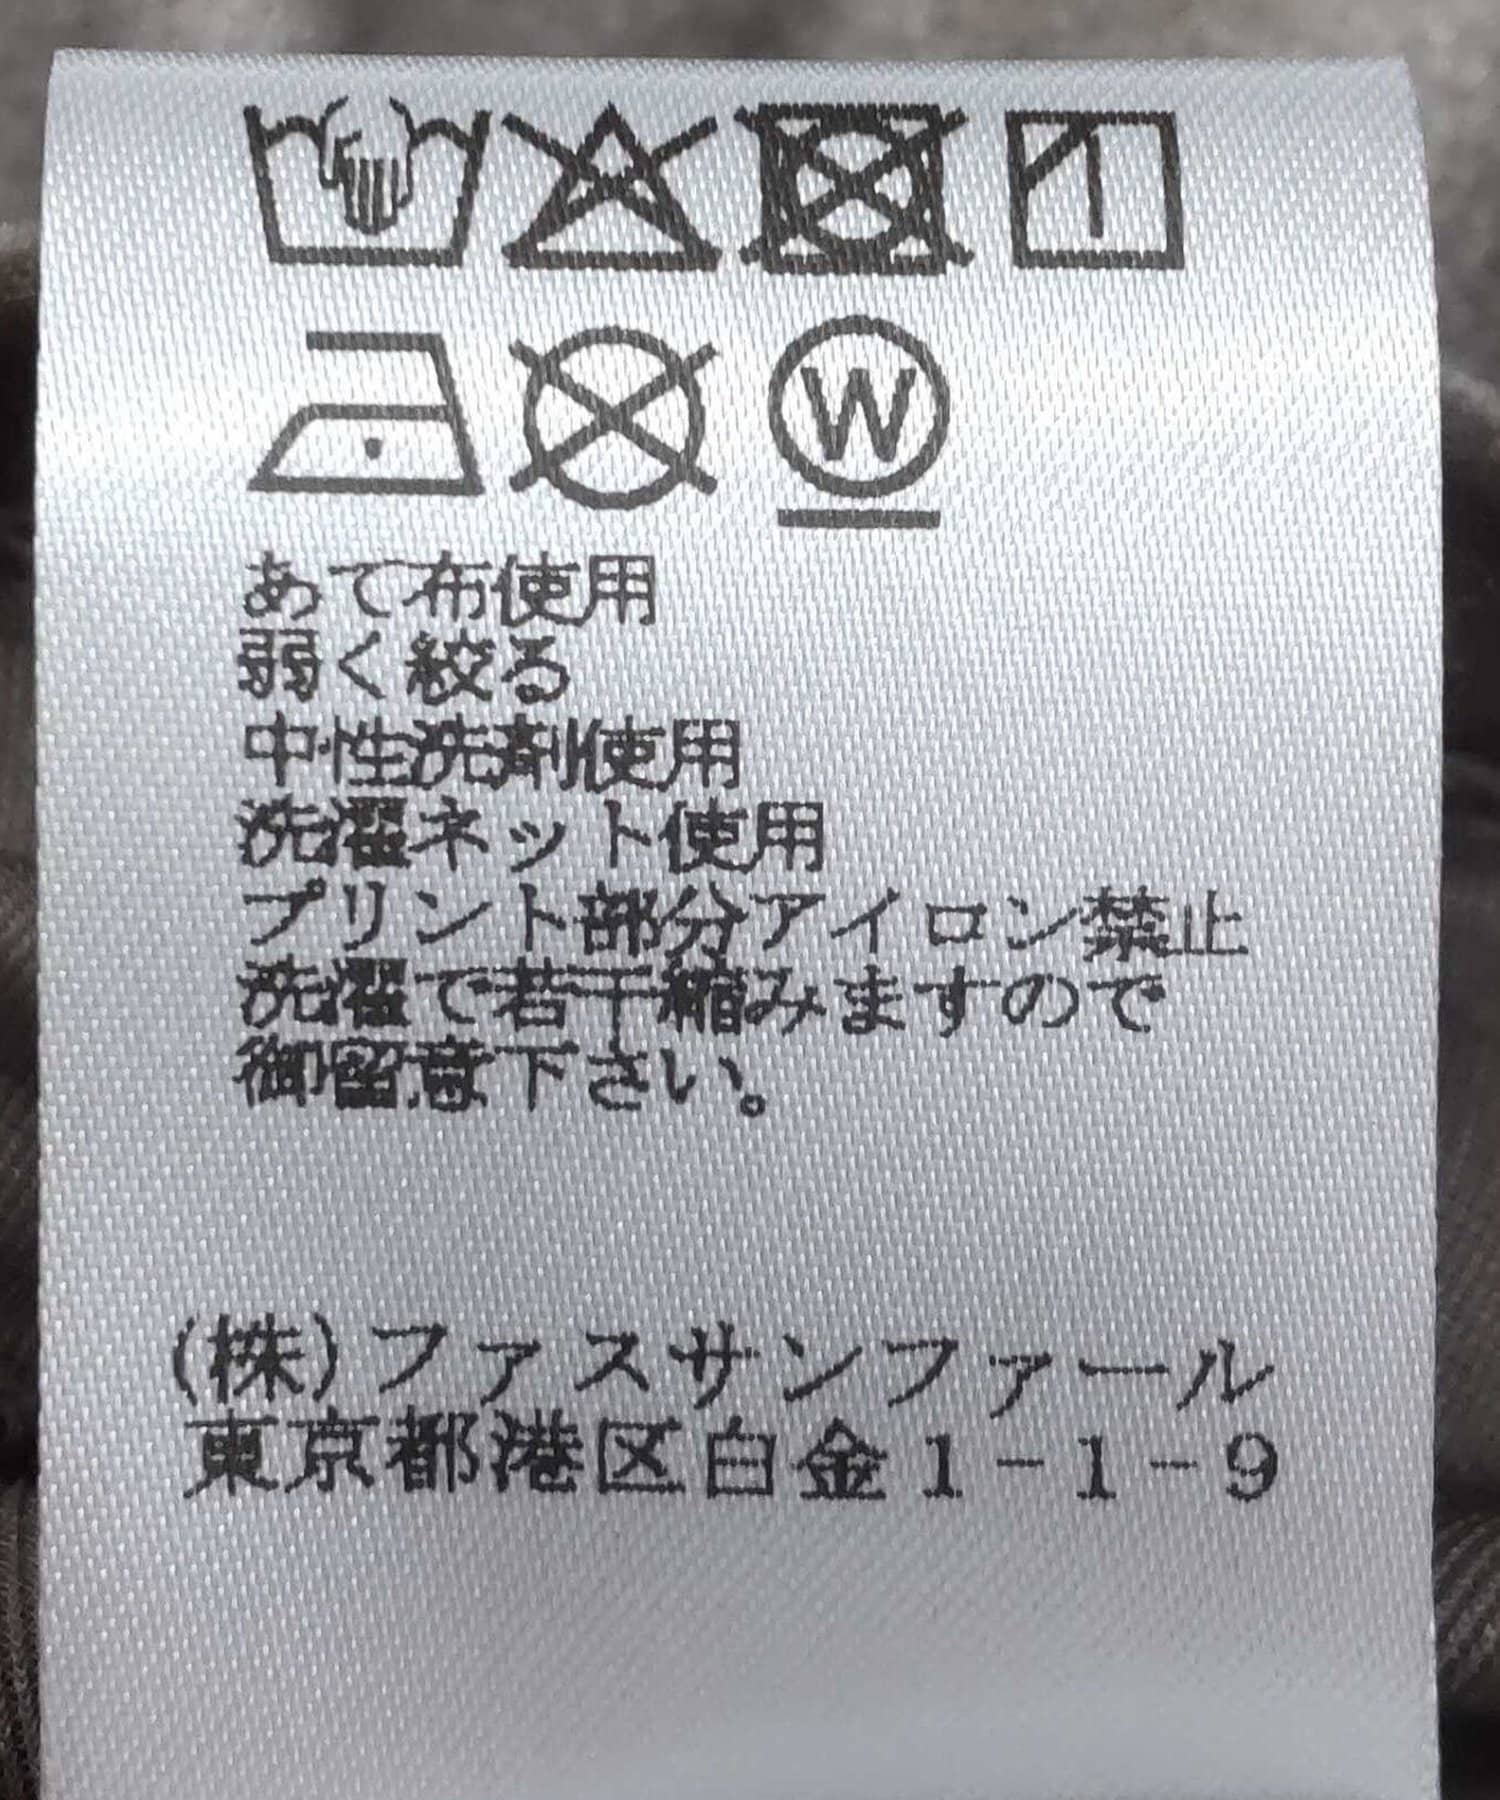 W
あて布使用
弱く絞る
中性洗剤使用
洗濯ネット使用
プリント部分アイロン禁止
洗濯で若干縮みますので
御留意下さい。
(株)ファスサンファール
東京都港区白金1-1-9